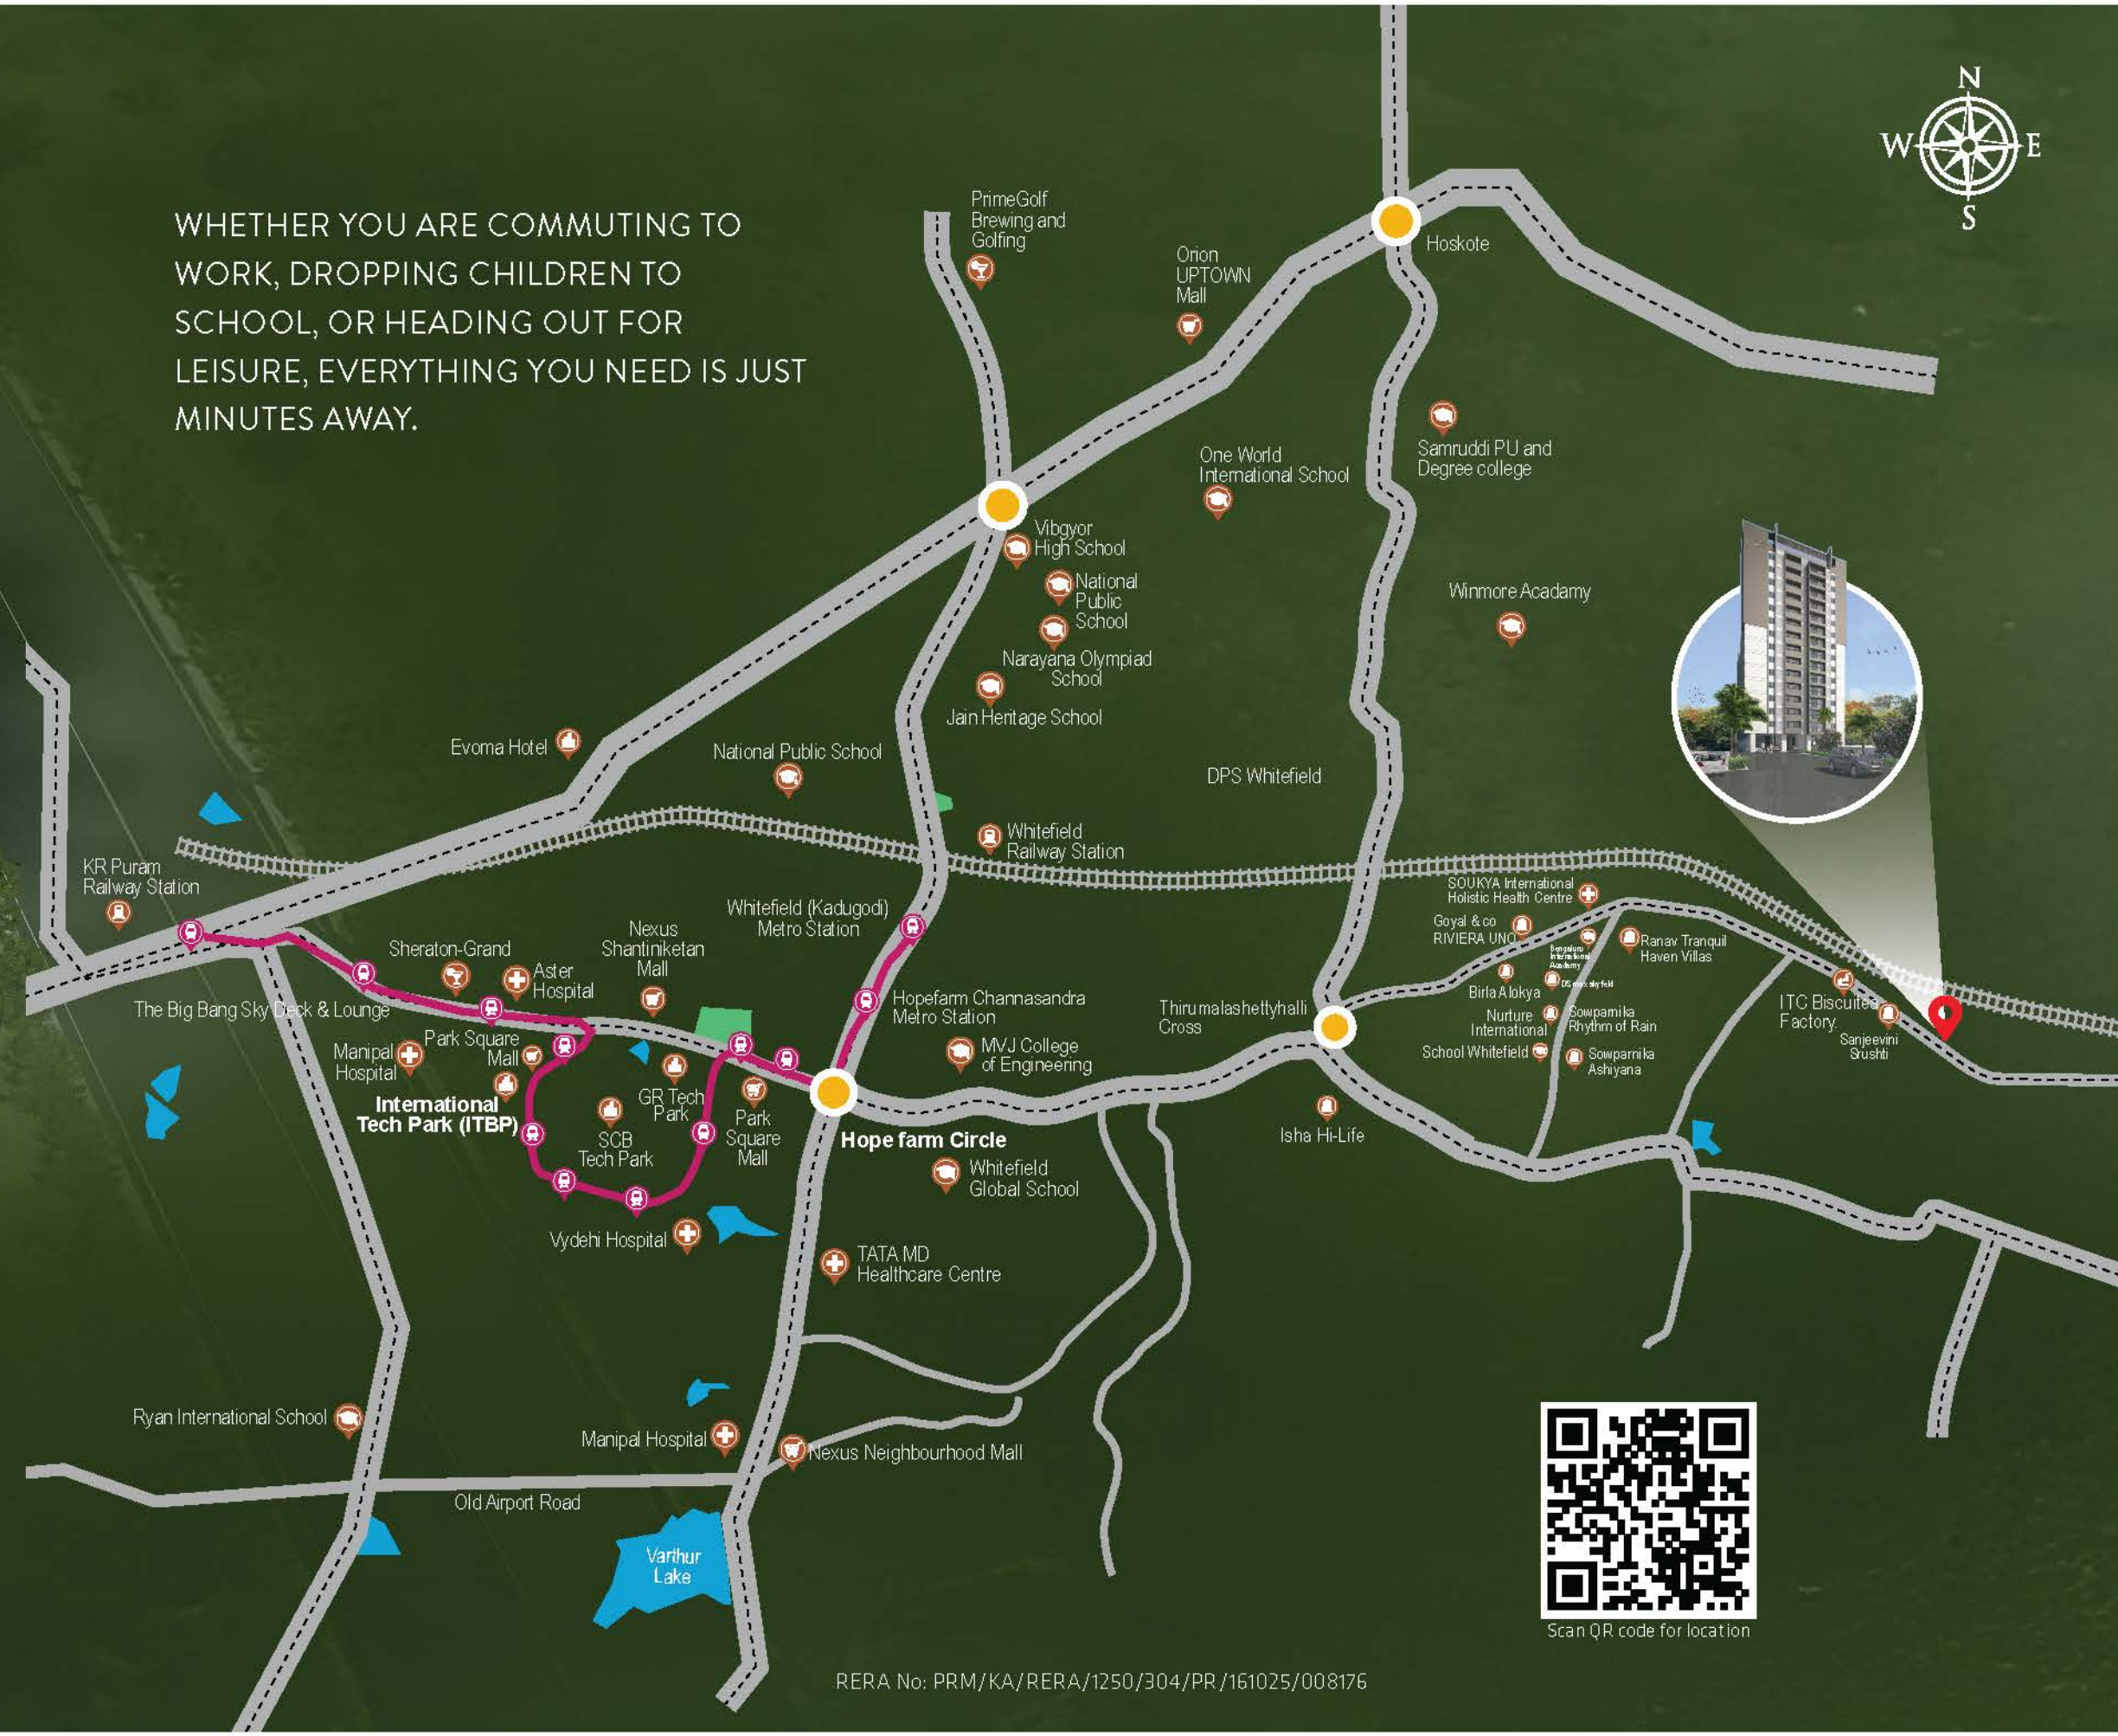 N
W
E
S
WHETHER YOU ARE COMMUTING TO
WORK, DROPPING CHILDREN TO
SCHOOL, OR HEADING OUT FOR
LEISURE, EVERYTHING YOU NEED IS JUST
MINUTES AWAY.
PrimeGolf
Brewing and
Golfing
Orion
UPTOWN
Mall
Hoskote
One World
International School
Samruddi PU and
Degree college
Vibgyor
High School
National
Public
School
Narayana Olympiad
School
Jain Heritage School
Winmore Acadamy
Evoma Hotel
National Public School
DPS Whitefield
Whitefield
Railway Station
KR Puram
Railway Station
Whitefield (Kadugodi)
Metro Station
Nexus
Shantiniketan
Mall
Sheraton-Grand
Aster
Hospital
The Big Bang Sky Deck & Lounge
Park Square
Mall
Manipal
Hospital
International
Tech Park (ITBP)
GR Tech
Park
SCB
Tech Park
Park
Square
Mall
Hopefarm Channasandra
Metro Station
MVJ College
of Engineering
Hope farm Circle
Whitefield
Global School
Thirumalashettyhalli
Cross
Isha Hi-Life
SOUKYA International
Holistic Health Centre
Goyal & co
RIVIERA UNO
Bengaluru
International
Academy
Ranav Tranquil
Haven Villas
Birla Alokya
Nurture
International
School Whitefield
Sowparnika
Rhythm of Rain
Sowparnika
Ashiyana
ITC Biscuites
Factory.
Sanjeevini
Srushti
Vydehi Hospital
TATA MD
Healthcare Centre
Ryan International School
Manipal Hospital
Nexus Neighbourhood Mall
Old Airport Road
Varthur
Lake
Scan QR code for location
RERA No: PRM/KA/RERA/1250/304/PR/161025/008176